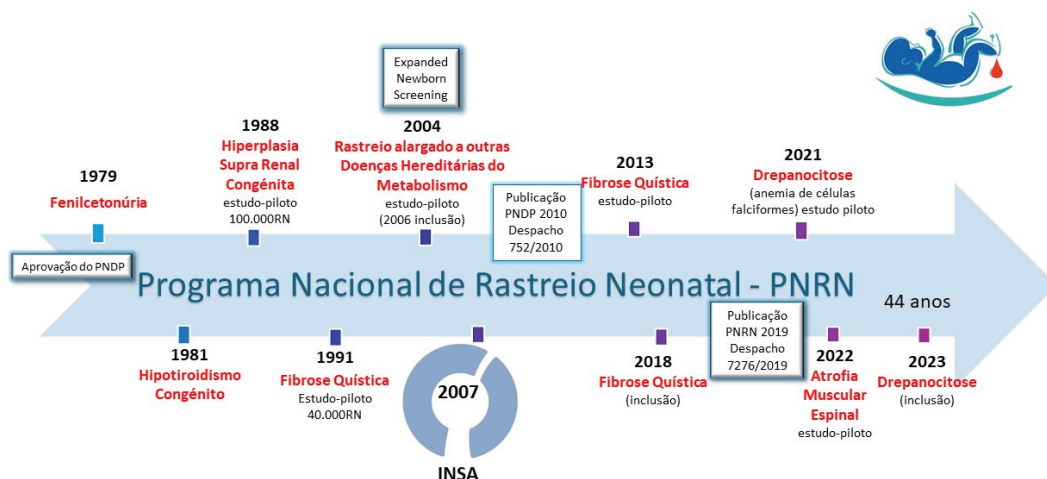 Expanded
Newborn
Screening
1979
Fenilcetonúria
1988
Hiperplasia
Supra Renal
Congénita
estudo-piloto
100.000RN
2004
Rastreio alargado a outras
Doenças Hereditárias do
Metabolismo
estudo-piloto
(2006 inclusão)
Publicação
PNDP 2010
Despacho
752/2010
2013
Fibrose Quística
estudo-piloto
2021
Drepanocitose
(anemia de células
falciformes) estudo piloto
Aprovação do PNDP
Programa Nacional de Rastreio Neonatal - PNRN
44 anos
1981
Hipotiroidismo
Congénito
1991
Fibrose Quística
Estudo-piloto
40.000RN
2007
INSA
2018
Fibrose Quística
(inclusão)
Publicação
PNRN 2019
Despacho
7276/2019
2022
Atrofia
Muscular
Espinal
estudo-piloto
2023
Drepanocitose
(inclusão)